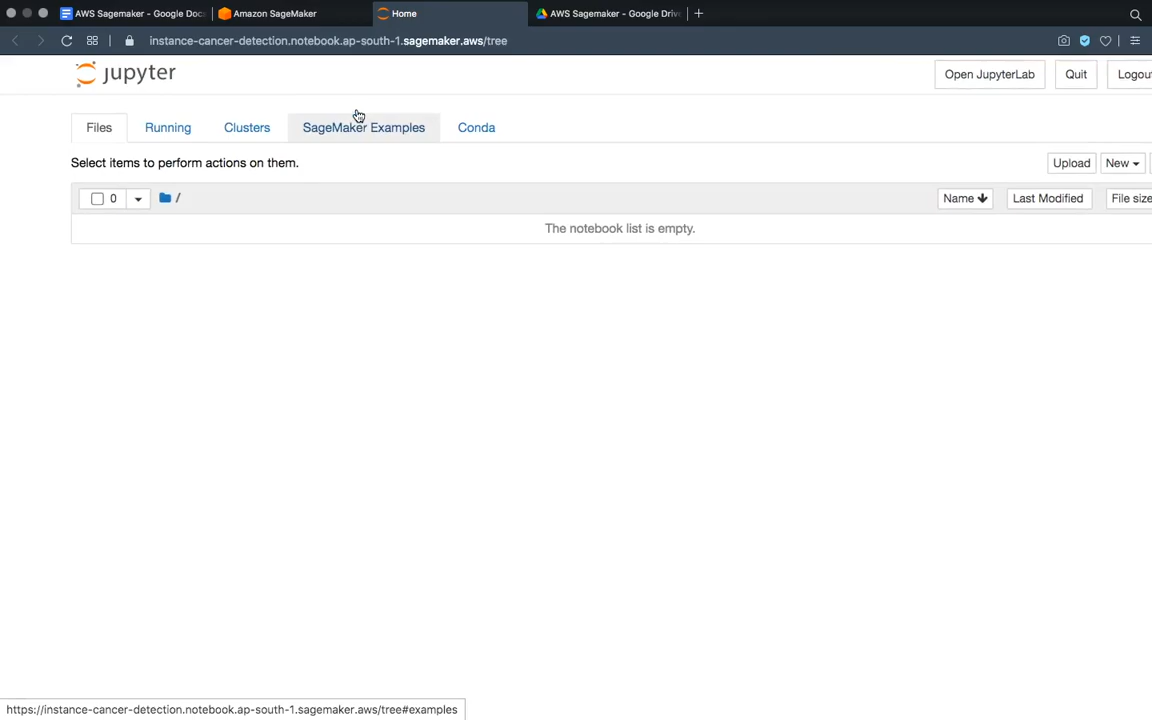 AWS Sagemaker - Google Doc
Amazon SageMaker
Home
AWS Sagemaker - Google Driv
instance-cancer-detection.notebook.ap-south-1.sagemaker.aws/tree
jupyter
Open JupyterLab
Quit
Logou
Files
Running
Clusters
SageMaker Examples
Conda
Select items to perform actions on them.
Upload
New
0
/
Name
Last Modified
File size
The notebook list is empty.
https://instance-cancer-detection.notebook.ap-south-1.sagemaker.aws/tree#examples